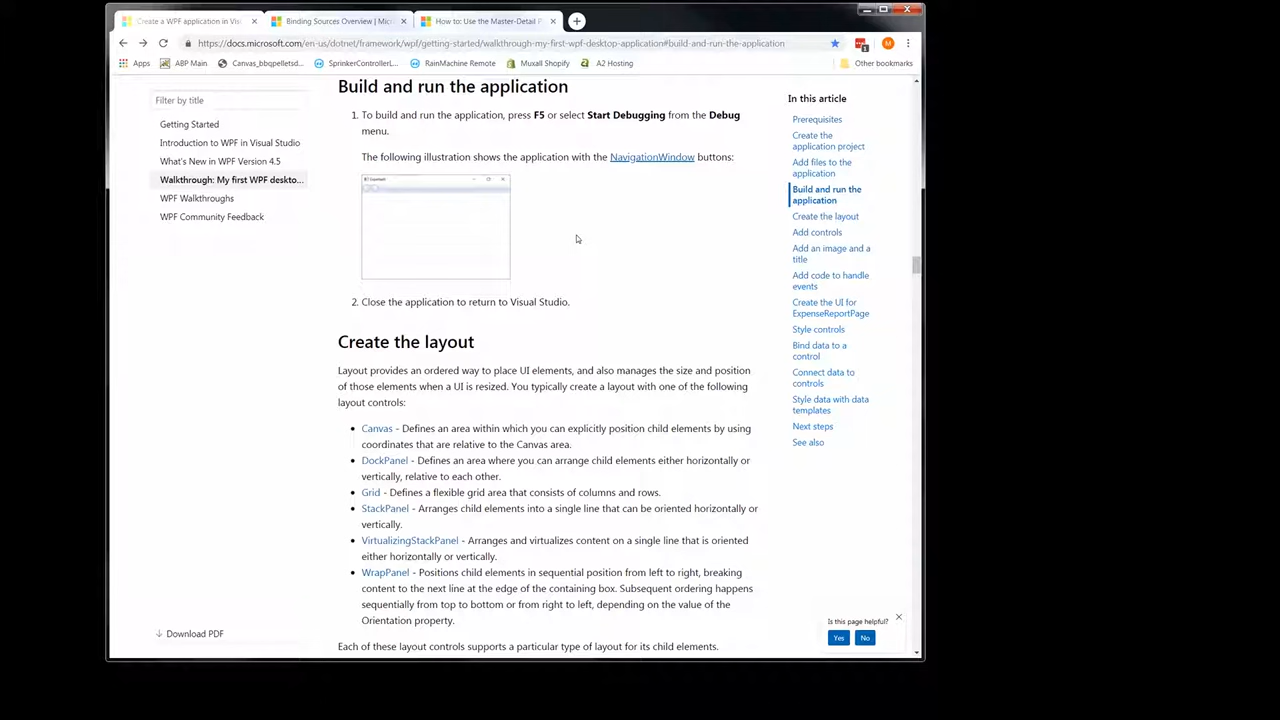 Create a WPF application in Visu
Binding Sources Overview | Micr
How to: Use the Master-Detail P
https://docs.microsoft.com/en-us/dotnet/framework/wpf/getting-started/walkthrough-my-first-wpf-desktop-application#build-and-run-the-application
M
Apps
ABP Main
Canvas_bbqpelletsd...
SprinkerControllerL...
RainMachine Remote
Muxall Shopify
A2 Hosting
Other bookmarks
Filter by title
Getting Started
Introduction to WPF in Visual Studio
What's New in WPF Version 4.5
Walkthrough: My first WPF deskto...
WPF Walkthroughs
WPF Community Feedback
Download PDF
Build and run the application
1. To build and run the application, press F5 or select Start Debugging from the Debug
menu.
The following illustration shows the application with the NavigationWindow buttons:
2. Close the application to return to Visual Studio.
Create the layout
Layout provides an ordered way to place UI elements, and also manages the size and position
of those elements when a UI is resized. You typically create a layout with one of the following
layout controls:
• Canvas - Defines an area within which you can explicitly position child elements by using
coordinates that are relative to the Canvas area.
• DockPanel - Defines an area where you can arrange child elements either horizontally or
vertically, relative to each other.
• Grid - Defines a flexible grid area that consists of columns and rows.
• StackPanel - Arranges child elements into a single line that can be oriented horizontally or
vertically.
• VirtualizingStackPanel - Arranges and virtualizes content on a single line that is oriented
either horizontally or vertically.
• WrapPanel - Positions child elements in sequential position from left to right, breaking
content to the next line at the edge of the containing box. Subsequent ordering happens
sequentially from top to bottom or from right to left, depending on the value of the
Orientation property.
Each of these layout controls supports a particular type of layout for its child elements.
In this article
Prerequisites
Create the
application project
Add files to the
application
Build and run the
application
Create the layout
Add controls
Add an image and a
title
Add code to handle
events
Create the UI for
ExpenseReportPage
Style controls
Bind data to a
control
Connect data to
controls
Style data with data
templates
Next steps
See also
Is this page helpful?
Yes
No